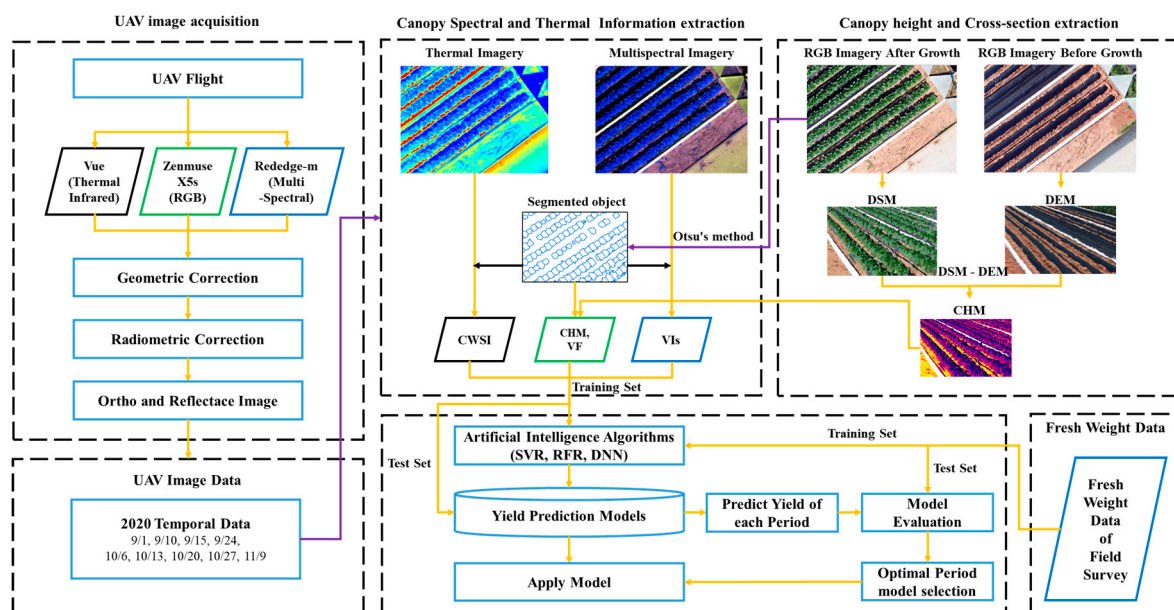 UAV image acquisition
UAV Flight
Vue
(Thermal
Infrared)
Zenmuse
X5s
(RGB)
Rededge-m
(Multi
-Spectral)
Geometric Correction
Radiometric Correction
Ortho and Reflectace Image
UAV Image Data
2020 Temporal Data
9/1, 9/10, 9/15, 9/24,
10/6, 10/13, 10/20, 10/27, 11/9
Canopy Spectral and Thermal Information extraction
Thermal Imagery
Multispectral Imagery
Segmented object
Otsu's method
CWSI
CHM,
VF
VIs
Training Set
Canopy height and Cross-section extraction
RGB Imagery After Growth
RGB Imagery Before Growth
DSM
DEM
DSM - DEM
CHM
Test Set
Artificial Intelligence Algorithms
(SVR, RFR, DNN)
Training Set
Test Set
Yield Prediction Models
Predict Yield of
each Period
Model
Evaluation
Apply Model
Optimal Period
model selection
Fresh Weight Data
Fresh
Weight
Data
of
Field
Survey